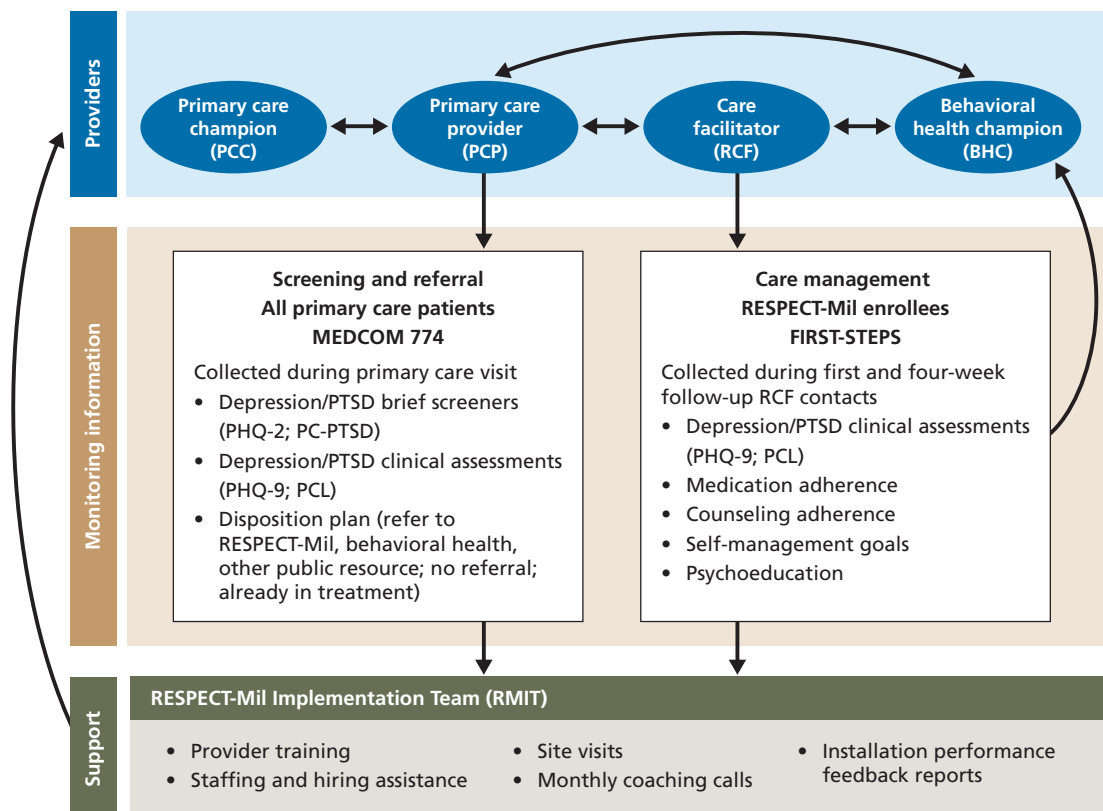 Providers
Primary care
champion
(PCC)
Primary care
provider
(PCP)
Care
facilitator
(RCF)
Behavioral
health champion
(BHC)
Monitoring information
Screening and referral
All primary care patients
MEDCOM 774
Collected during primary care visit
• Depression/PTSD brief screeners
(PHQ-2; PC-PTSD)
• Depression/PTSD clinical assessments
(PHQ-9; PCL)
• Disposition plan (refer to
RESPECT-Mil, behavioral health,
other public resource; no referral;
already in treatment)
Care management
RESPECT-Mil enrollees
FIRST-STEPS
Collected during first and four-week
follow-up RCF contacts
• Depression/PTSD clinical assessments
(PHQ-9; PCL)
• Medication adherence
• Counseling adherence
• Self-management goals
• Psychoeducation
Support
RESPECT-Mil Implementation Team (RMIT)
• Provider training
• Staffing and hiring assistance
• Site visits
• Monthly coaching calls
• Installation performance
feedback reports